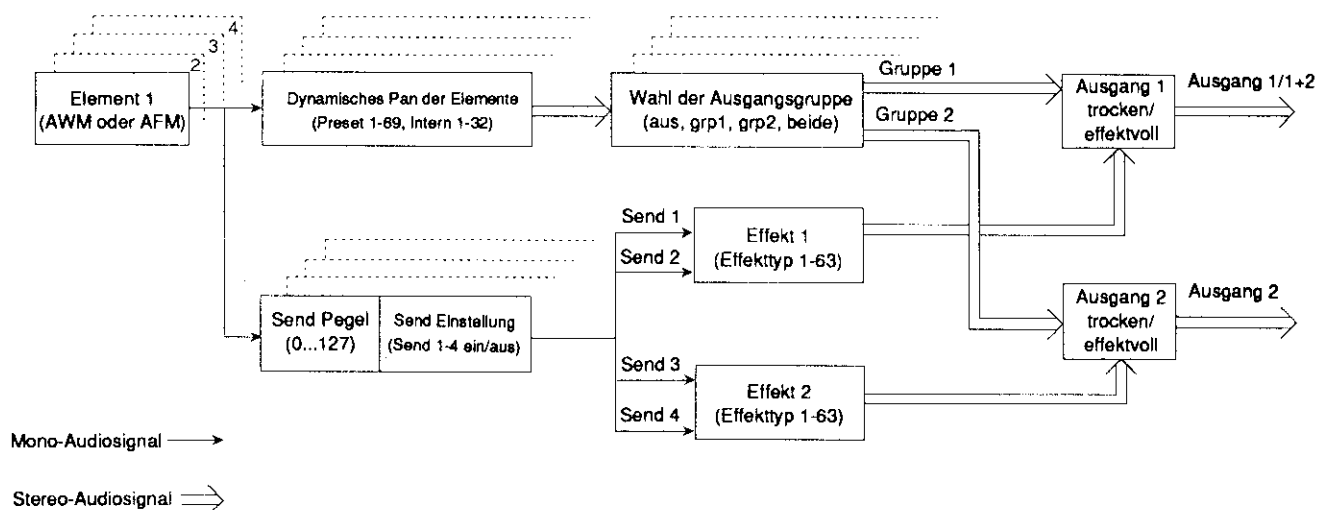 4
3
2
Element 1
(AWM oder AFM)
Dynamisches Pan der Elemente
(Preset 1-69, Intern 1-32)
Wahl der Ausgangsgruppe
(aus, grp1, grp2, beide)
Gruppe 1
Gruppe 2
Ausgang 1
trocken/
effektvoll
Ausgang 1/1+2
Send Pegel
(0...127)
Send Einstellung
(Send 1-4 ein/aus)
Send 1
Send 2
Effekt 1
(Effekttyp 1-63)
Send 3
Send 4
Effekt 2
(Effekttyp 1-63)
Ausgang 2
trocken/
effektvoll
Ausgang 2
Mono-Audiosignal
Stereo-Audiosignal